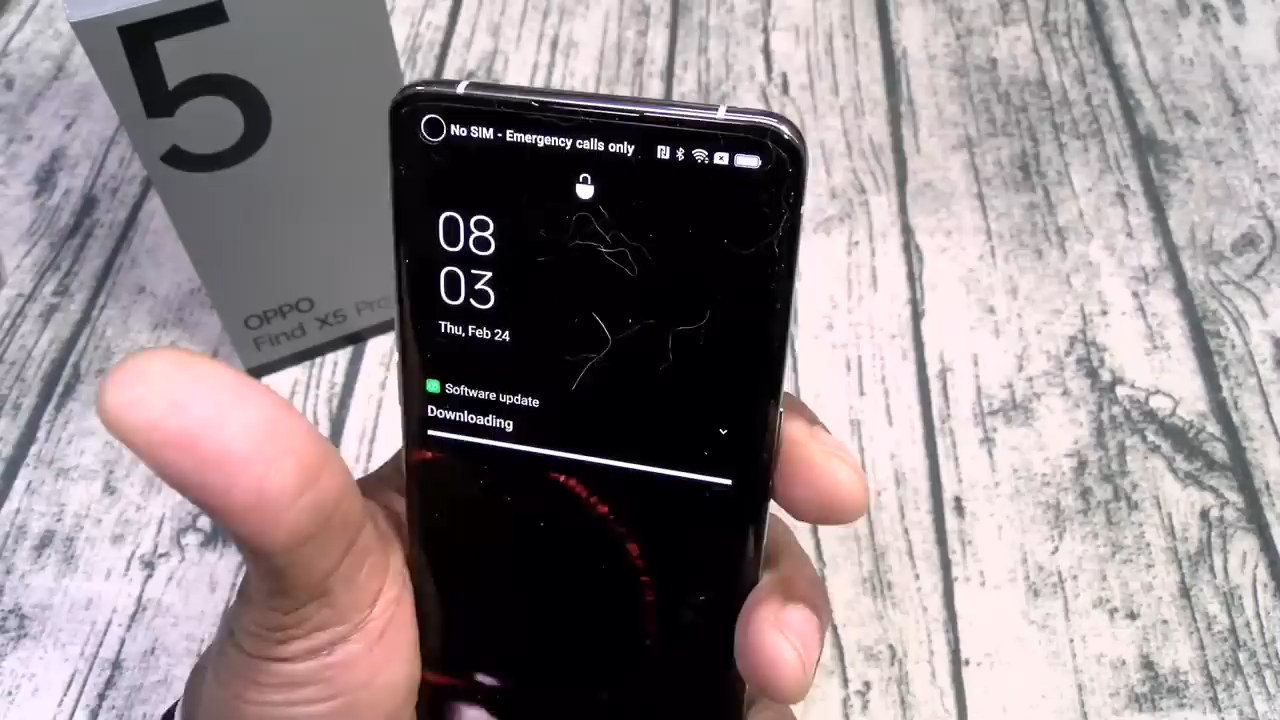 5
OPPO
Find X5 Pro
No SIM - Emergency calls only
08
03
Thu, Feb 24
Software update
Downloading